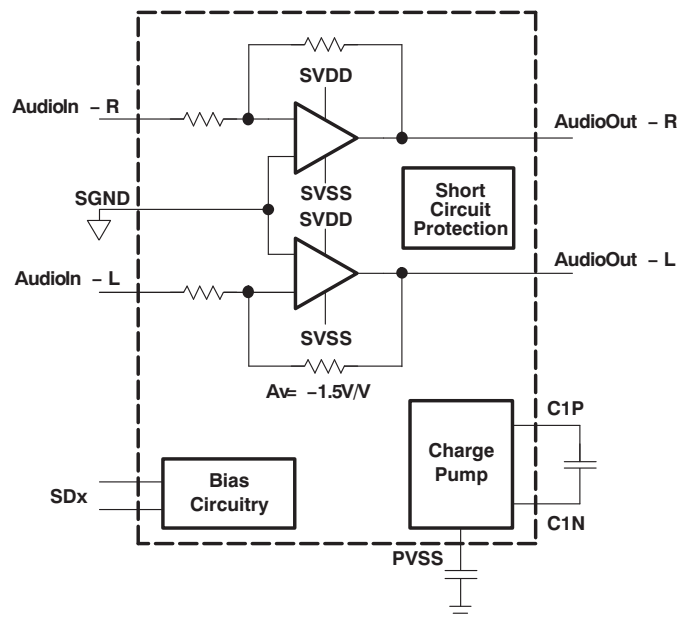 SVDD
AudioIn – R
AudioOut – R
SVSS
Short
Circuit
Protection
SGND
SVDD
AudioIn – L
AudioOut – L
SVSS
Av= −1.5V/V
C1P
Charge
Pump
Bias
Circuitry
SDx
C1N
PVSS